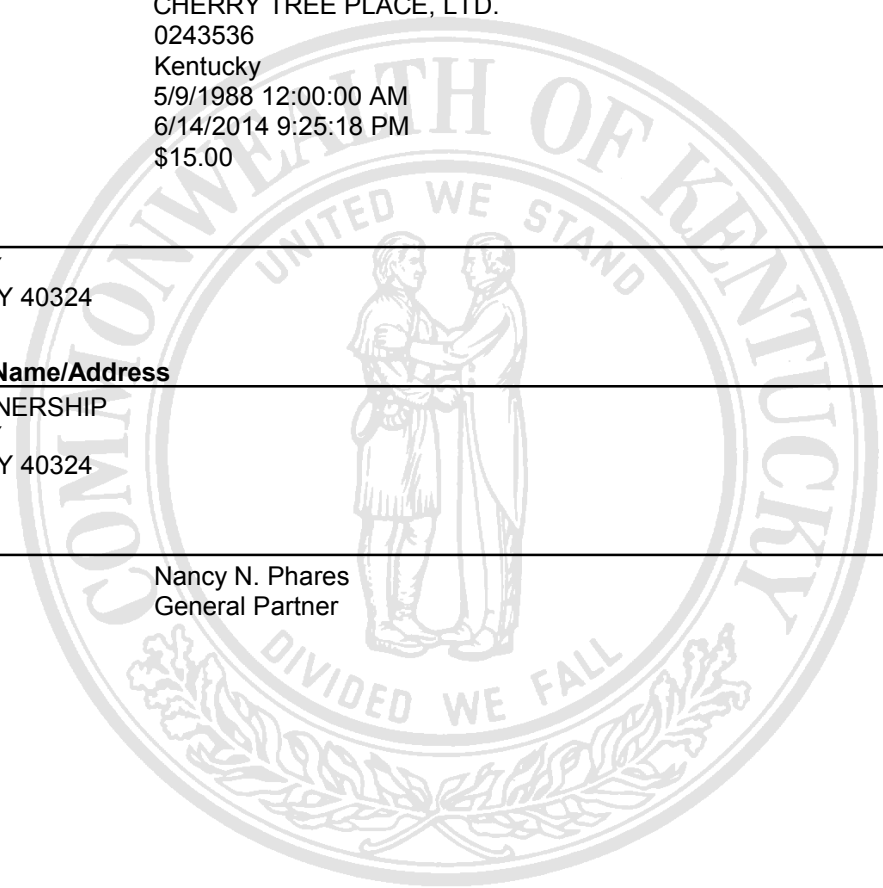 CHERRY TREE PLACE, LTD.
0243536
Kentucky
5/9/1988 12:00:00 AM
6/14/2014 9:25:18 PM
$15.00
Y 40324
Name/Address
NERSHIP
Y 40324
Nancy N. Phares
General Partner
COMMONWEALTH OF KENTUCKY
UNITED WE STAND
DIVIDED WE FALL